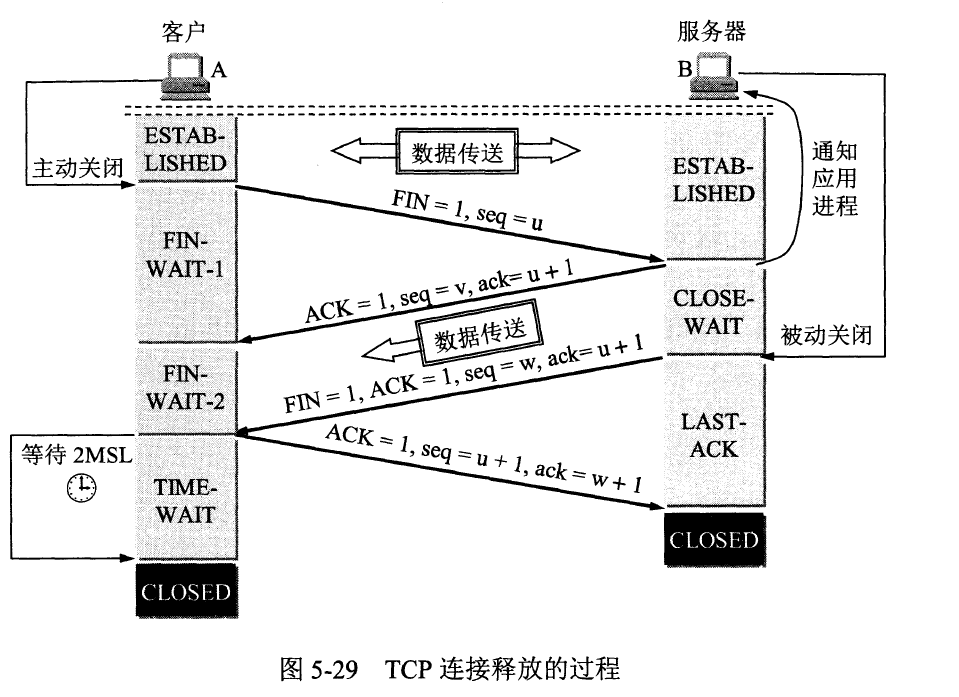 客户
服务器
A
B
ESTAB-
LISHED
数据传送
ESTAB-
LISHED
通知
应用
进程
主动关闭
FIN = 1, seq = u
FIN-
WAIT-1
ACK = 1, seq = v, ack= u + 1
CLOSE-
WAIT
数据传送
被动关闭
FIN-
WAIT-2
FIN = 1, ACK = 1, seq = w, ack= u + 1
LAST-
ACK
ACK = 1, seq = u + 1, ack = w + 1
等待 2MSL
TIME-
WAIT
CLOSED
CLOSED
图 5-29 TCP 连接释放的过程